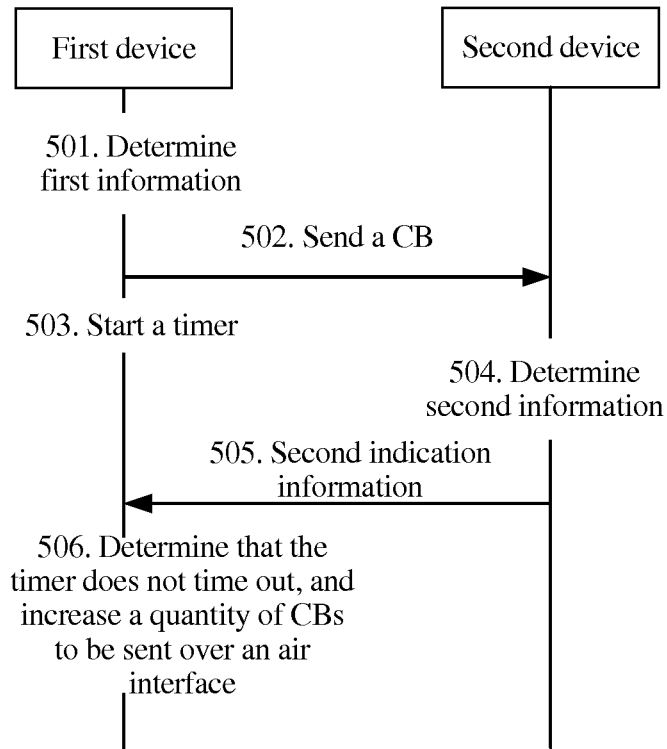 First device
Second device
501. Determine
first information
502. Send a CB
503. Start a timer
504. Determine
second information
505. Second indication
information
506. Determine that the
timer does not time out, and
increase a quantity of CBs
to be sent over an air
interface